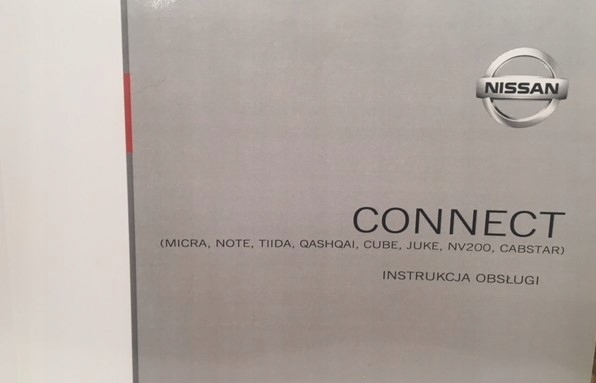 NISSAN
CONNECT
(MICRA, NOTE, TIIDA, QASHQAI, CUBE, JUKE, NV200, CABSTAR)
INSTRUKCJA OBSŁUGI